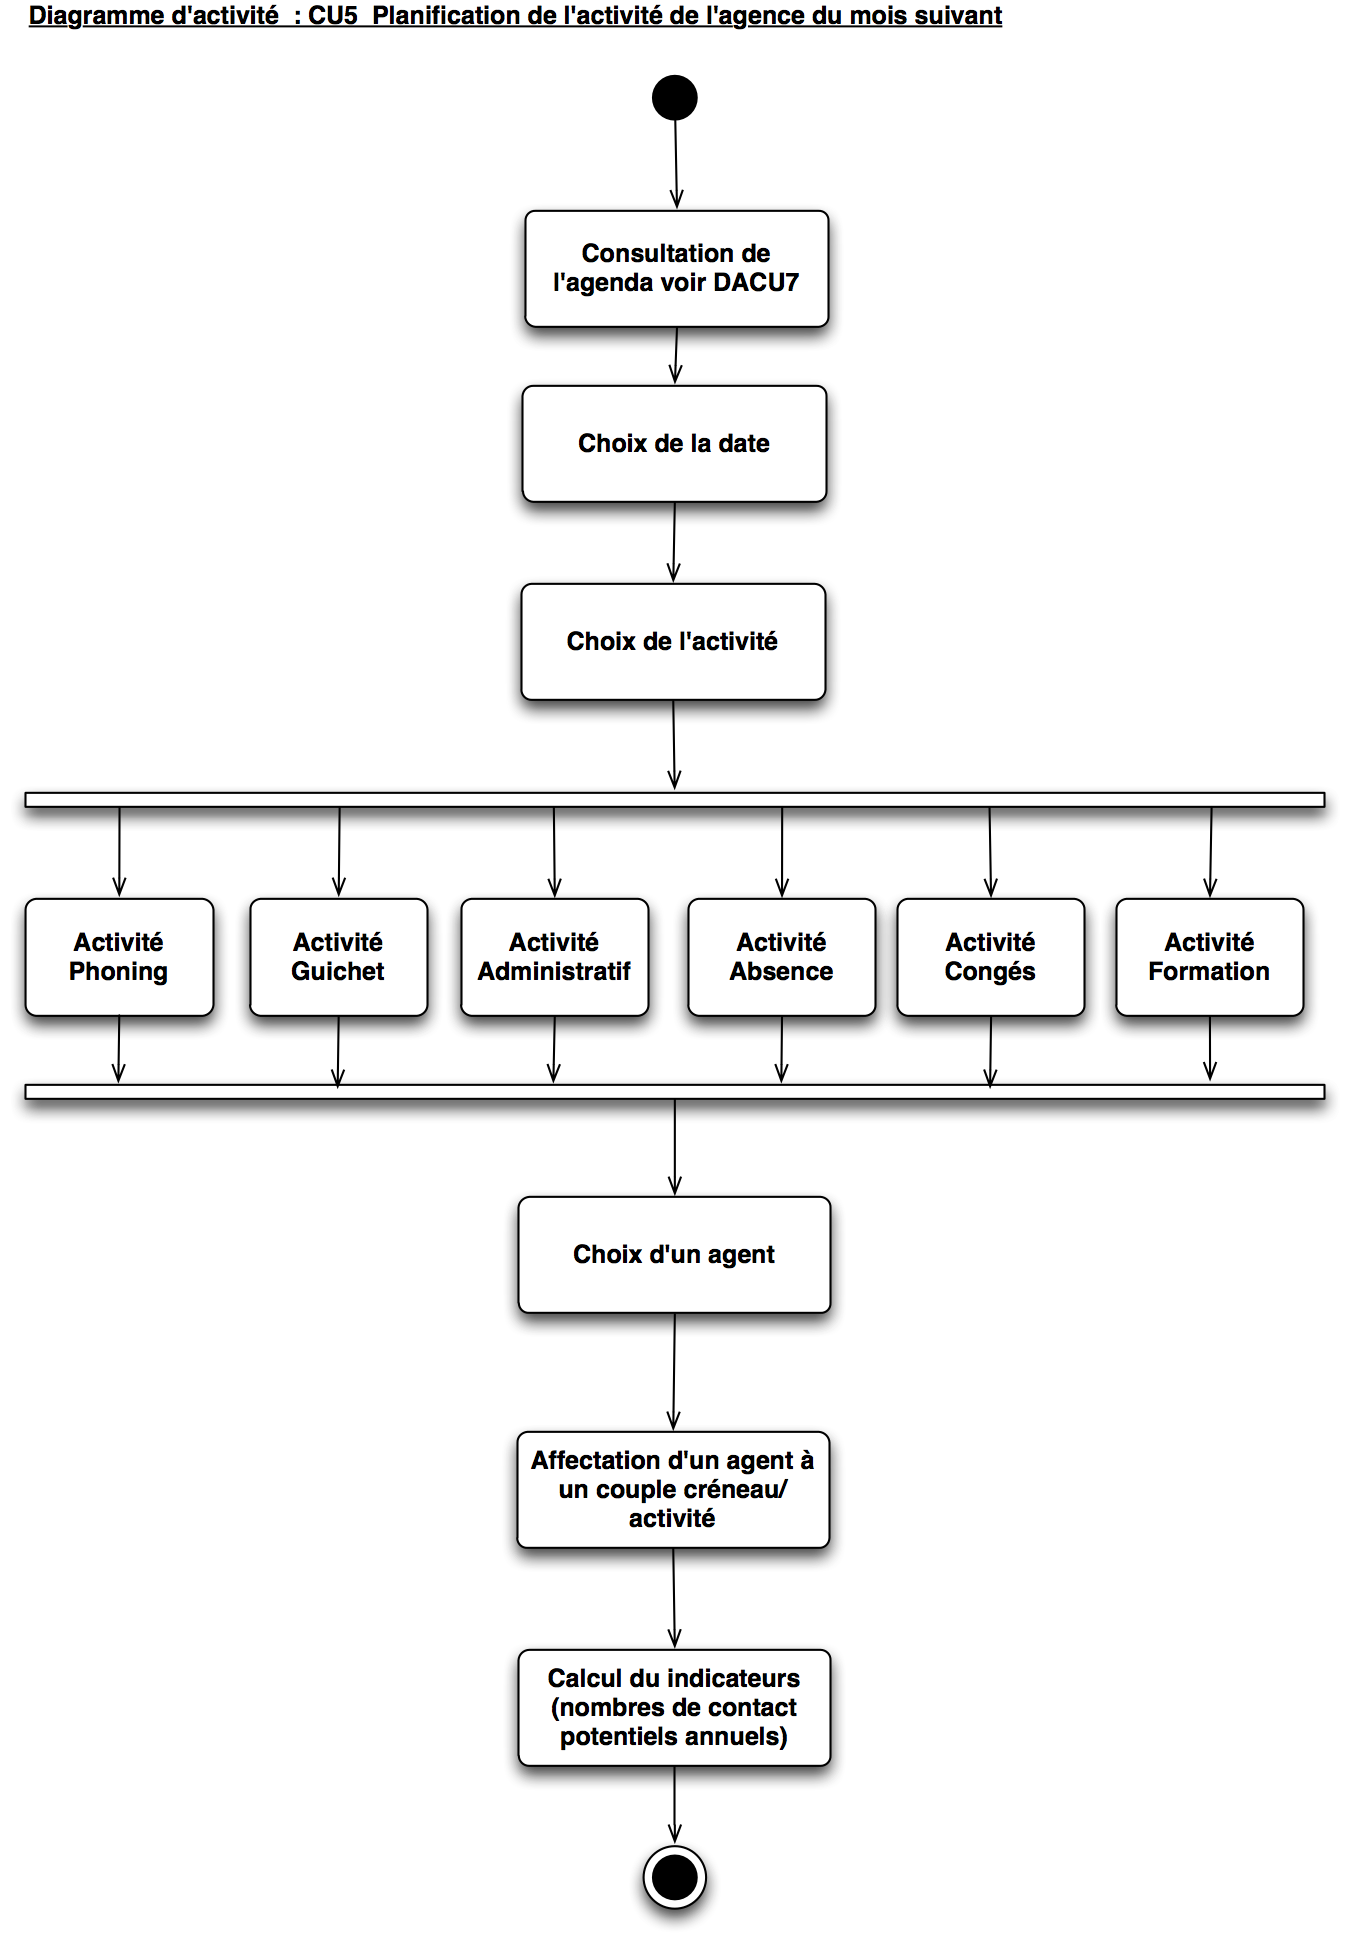 Diagramme d'activité  : CU5  Planification de l'activité de l'agence du mois suivant
Consultation de
l'agenda voir DACU7
Choix de la date
Choix de l'activité
Activité
Phoning
Activité
Guichet
Activité
Administratif
Activité
Absence
Activité
Congés
Activité
Formation
Choix d'un agent
Affectation d'un agent à
un couple créneau/
activité
Calcul du indicateurs
(nombres de contact
potentiels annuels)